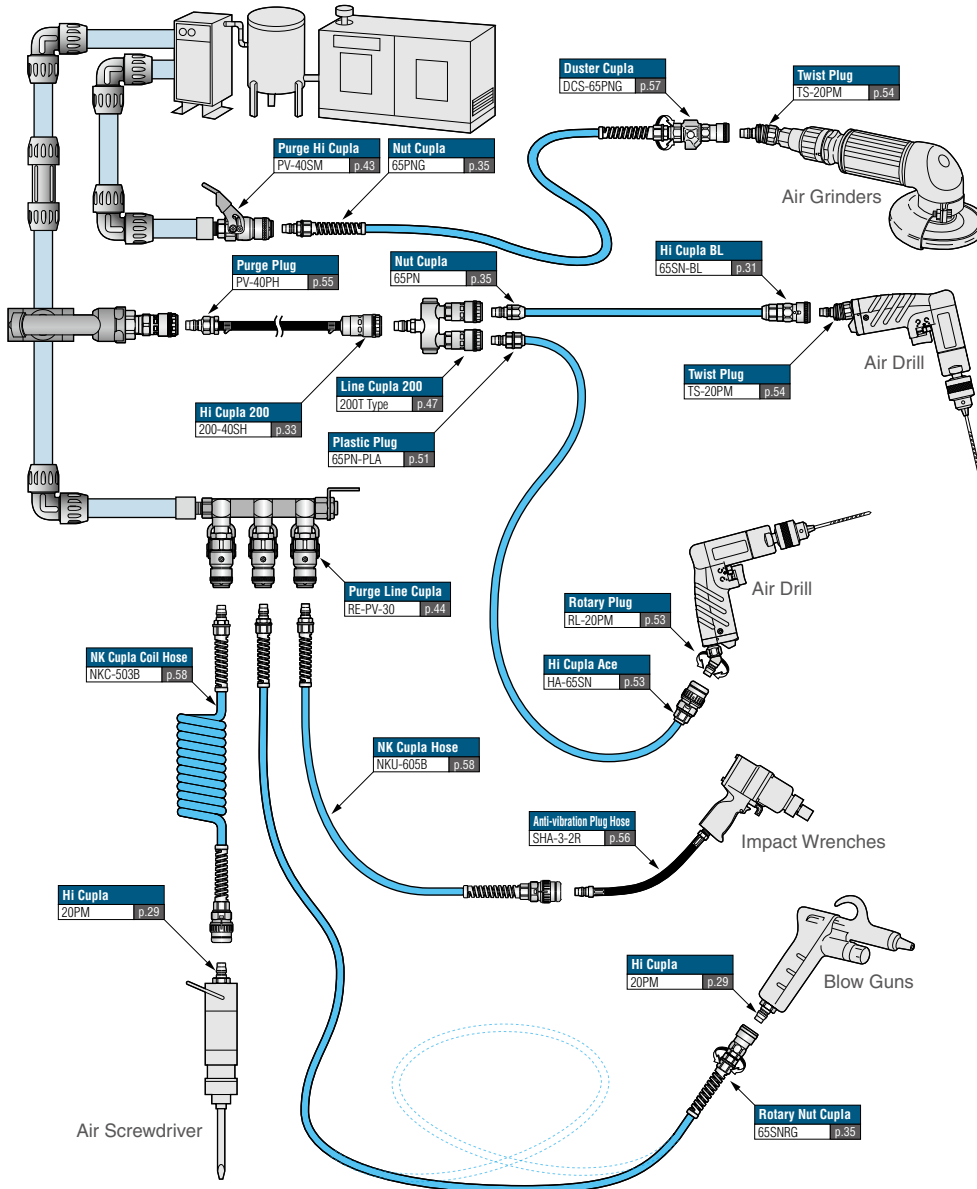 Duster Cupla
DCS-65PNG p.57
Twist Plug
TS-20PM p.54
Air Grinders
Purge Hi Cupla
PV-40SM p.43
Nut Cupla
65PNG p.35
Purge Plug
PV-40PH p.55
Nut Cupla
65PN p.35
Hi Cupla BL
65SN-BL p.31
Air Drill
Twist Plug
TS-20PM p.54
Line Cupla 200
200T Type p.47
Hi Cupla 200
200-40SH p.33
Plastic Plug
65PN-PLA p.51
Purge Line Cupla
RE-PV-30 p.44
Air Drill
Rotary Plug
RL-20PM p.53
Hi Cupla Ace
HA-65SN p.53
NK Cupla Coil Hose
NKC-503B p.58
NK Cupla Hose
NKU-605B p.58
Anti-vibration Plug Hose
SHA-3-2R p.56
Impact Wrenches
Hi Cupla
20PM p.29
Hi Cupla
20PM p.29
Blow Guns
Rotary Nut Cupla
65SNRG p.35
Air Screwdriver